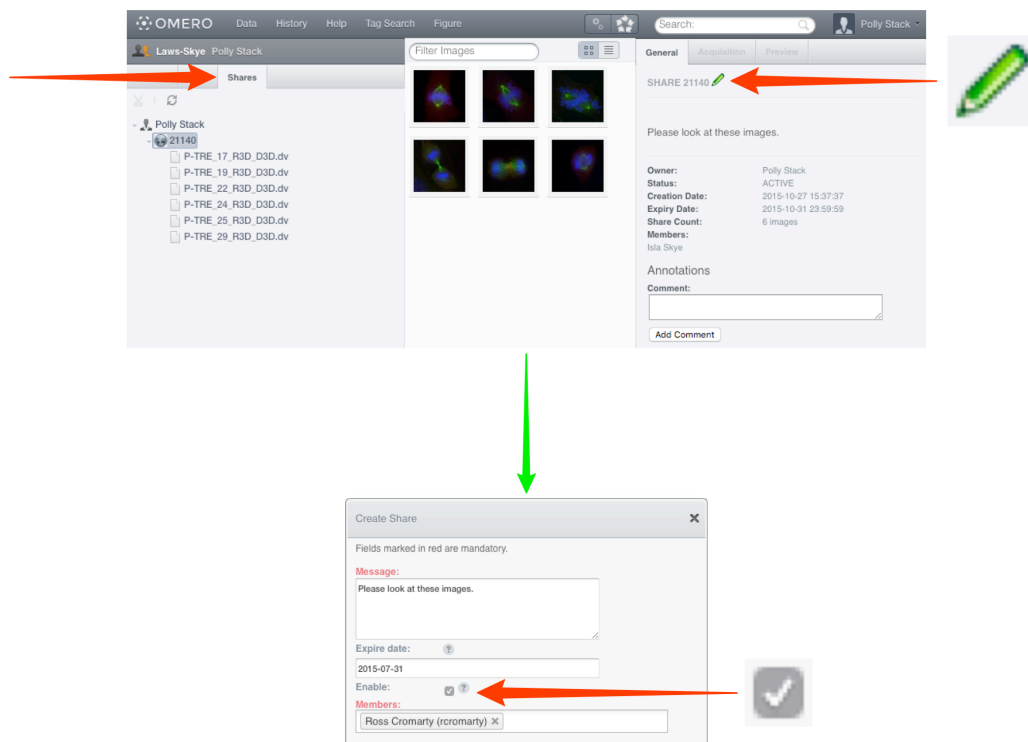 OMERO Data History Help Tag Search Figure Search: Polly Stack
Laws-Skye Polly Stack
Filter Images
General Acquisition Preview
Shares
SHARE 21140
Polly Stack
21140
P-TRE_17_R3D_D3D.dv
P-TRE_19_R3D_D3D.dv
P-TRE_22_R3D_D3D.dv
P-TRE_24_R3D_D3D.dv
P-TRE_25_R3D_D3D.dv
P-TRE_29_R3D_D3D.dv
Please look at these images.
Owner: Polly Stack
Status: ACTIVE
Creation Date: 2015-10-27 15:37:37
Expiry Date: 2015-10-31 23:59:59
Share Count: 6 images
Members:
Isla Skye
Annotations
Comment:
Add Comment
Create Share
Fields marked in red are mandatory.
Message:
Please look at these images.
Expire date: ?
2015-07-31
Enable: ?
Members:
Ross Cromarty (rcromarty) ×